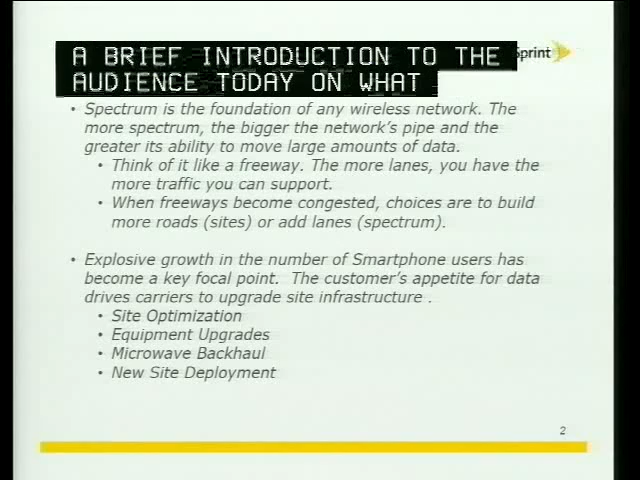 A BRIEF INTRODUCTION TO THE
AUDIENCE TODAY ON WHAT
Sprint
• Spectrum is the foundation of any wireless network. The
more spectrum, the bigger the network's pipe and the
greater its ability to move large amounts of data.
• Think of it like a freeway. The more lanes, you have the
more traffic you can support.
• When freeways become congested, choices are to build
more roads (sites) or add lanes (spectrum).
• Explosive growth in the number of Smartphone users has
become a key focal point. The customer's appetite for data
drives carriers to upgrade site infrastructure .
• Site Optimization
• Equipment Upgrades
• Microwave Backhaul
• New Site Deployment
2